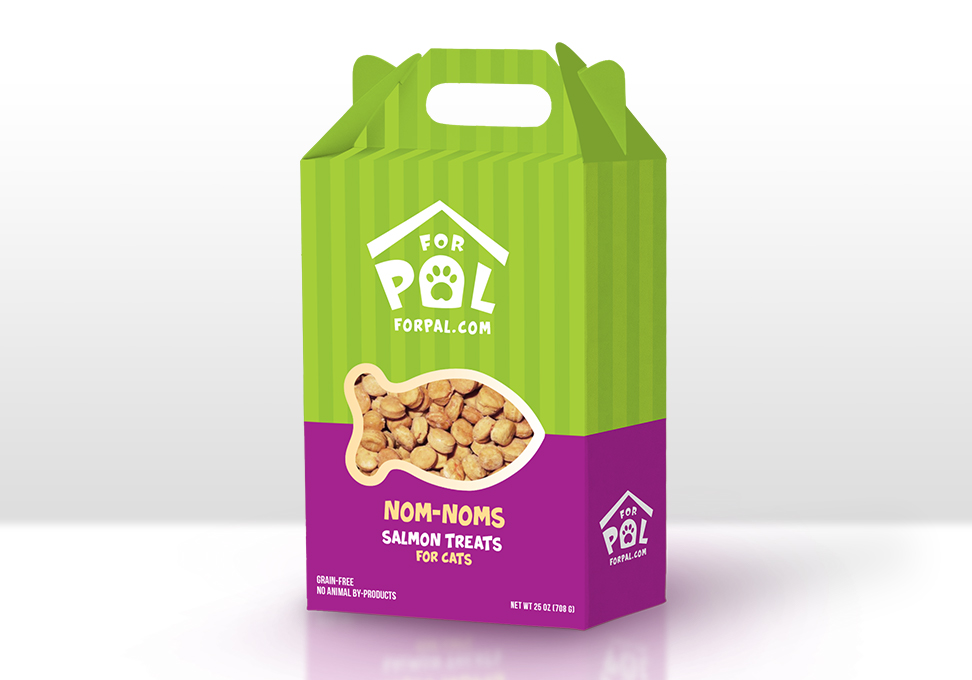 FOR
PAL
FORPAL.COM
NOM-NOMS
SALMON TREATS
FOR CATS
GRAIN-FREE
NO ANIMAL BY-PRODUCTS
NET WT 25 OZ (708 G)
FOR
PAL
FORPAL.COM